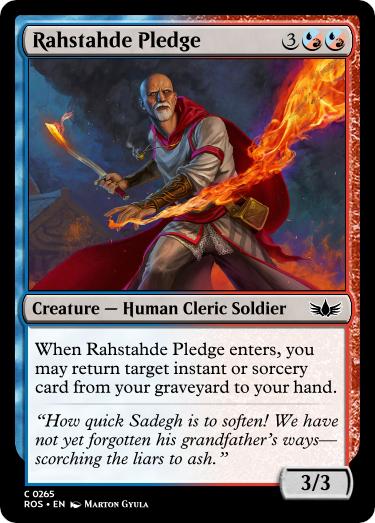 Rahstahde Pledge 3
Creature — Human Cleric Soldier
When Rahstahde Pledge enters, you
may return target instant or sorcery
card from your graveyard to your hand.
“How quick Sadegh is to soften! We have
not yet forgotten his grandfather’s ways—
scorching the liars to ash.”
3/3
C 0265
ROS • EN Marton Gyula